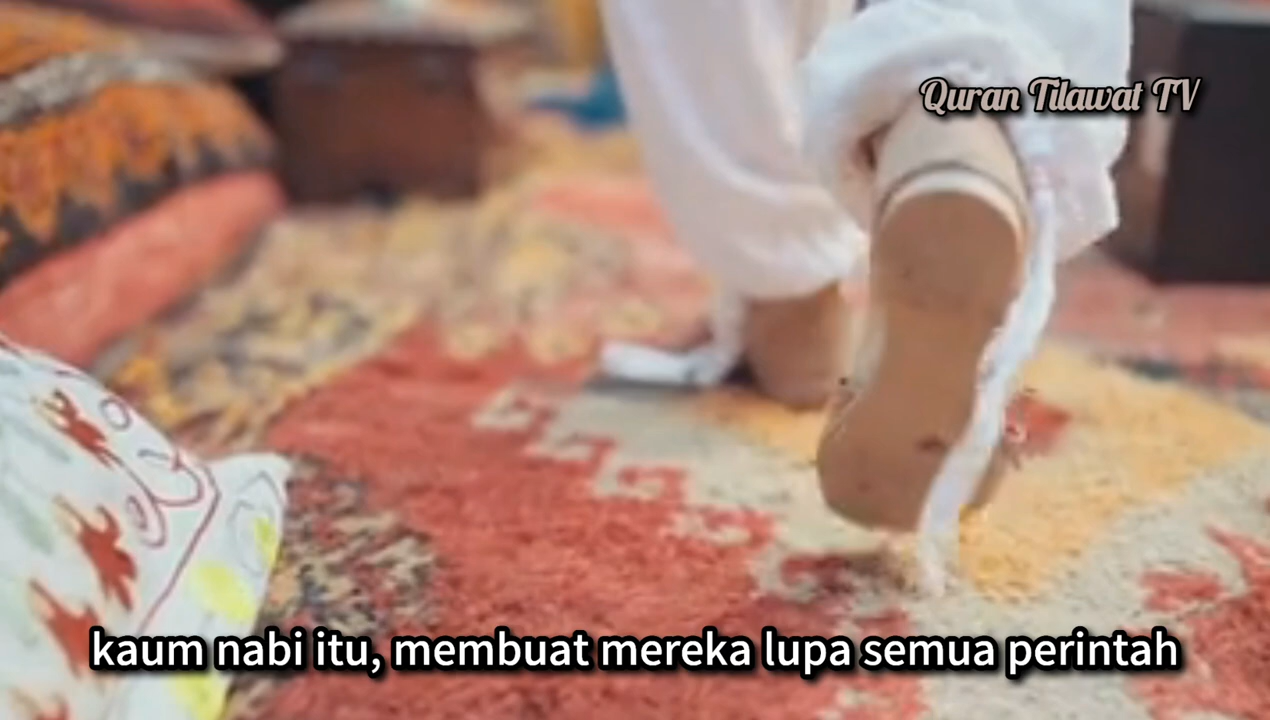 Quran Tilawat TV
kaum nabi itu, membuat mereka lupa semua perintah